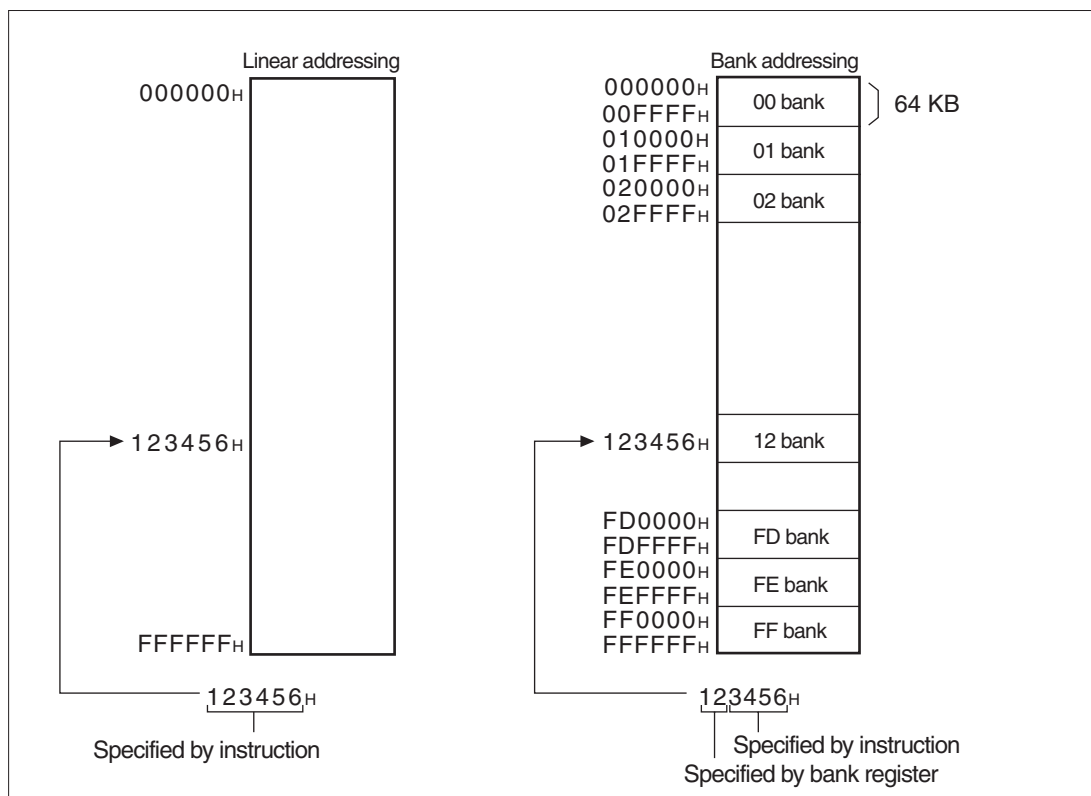 Linear addressing
000000H
123456H
FFFFFFH
123456H
Specified by instruction
Bank addressing
000000H
00 bank
64 KB
00FFFFH
010000H
01 bank
01FFFFH
020000H
02 bank
02FFFFH
123456H
12 bank
FD0000H
FD bank
FDFFFFH
FE0000H
FE bank
FEFFFFH
FF0000H
FF bank
FFFFFFH
123456H
Specified by instruction
Specified by bank register